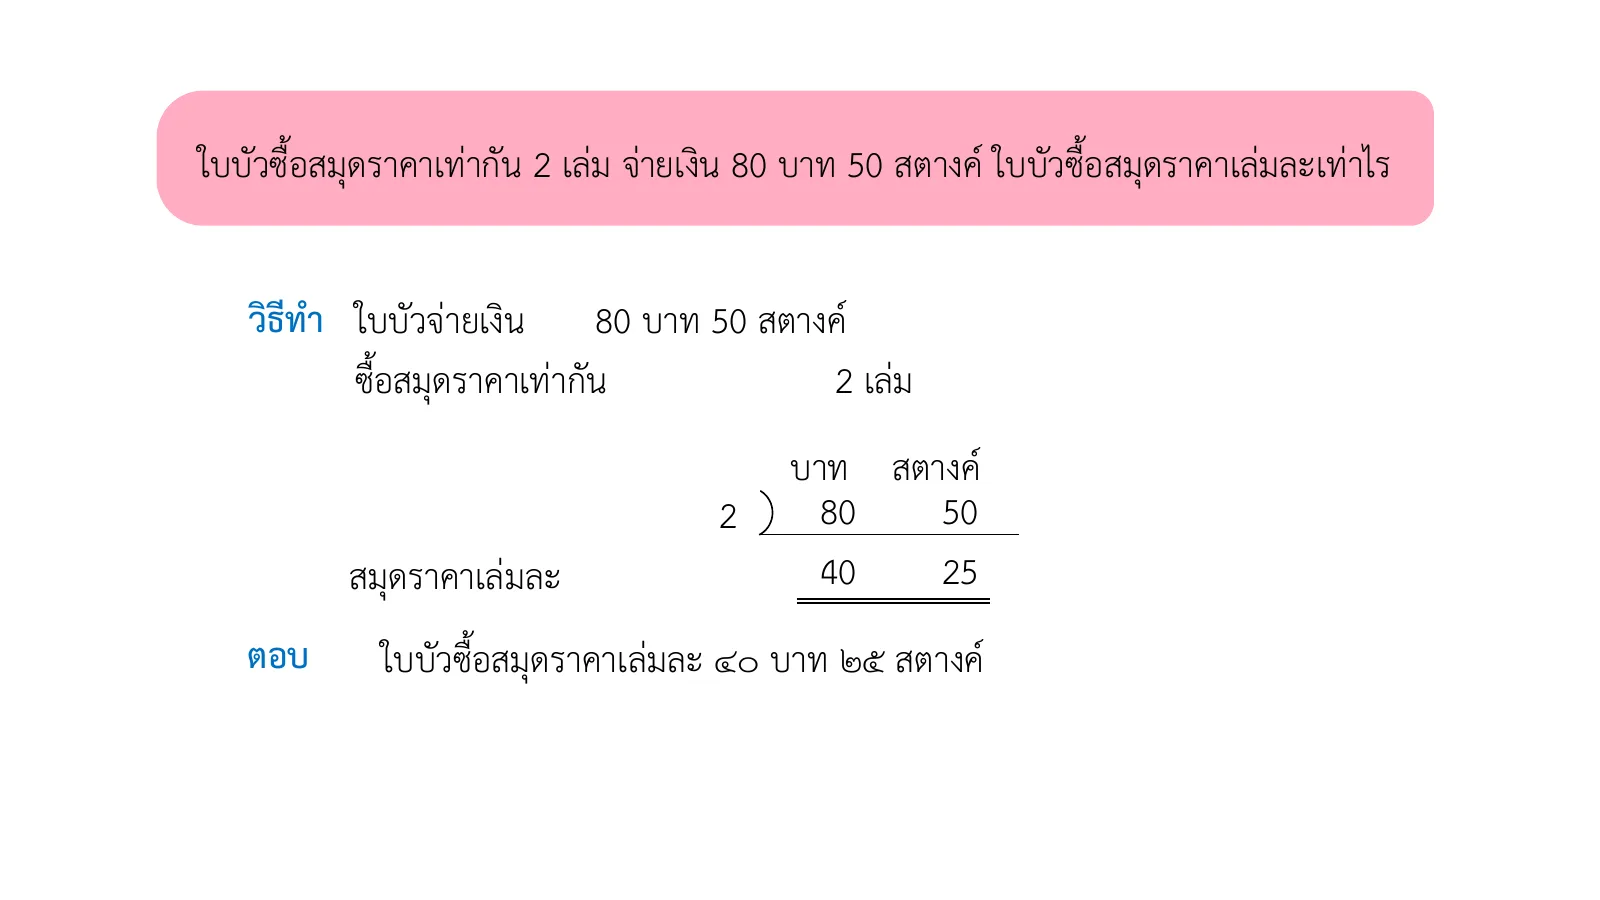 ใบบัวซื้อสมุดราคาเท่ากัน 2 เล่ม จ่ายเงิน 80 บาท 50 สตางค์ ใบบัวซื้อสมุดราคาเล่มละเท่าไร
วิธีทำ ใบบัวจ่ายเงิน 80 บาท 50 สตางค์
ซื้อสมุดราคาเท่ากัน 2 เล่ม
บาท สตางค์
2 ) 80 50
สมุดราคาเล่มละ 40 25
ตอบ ใบบัวซื้อสมุดราคาเล่มละ ๔๐ บาท ๒๕ สตางค์